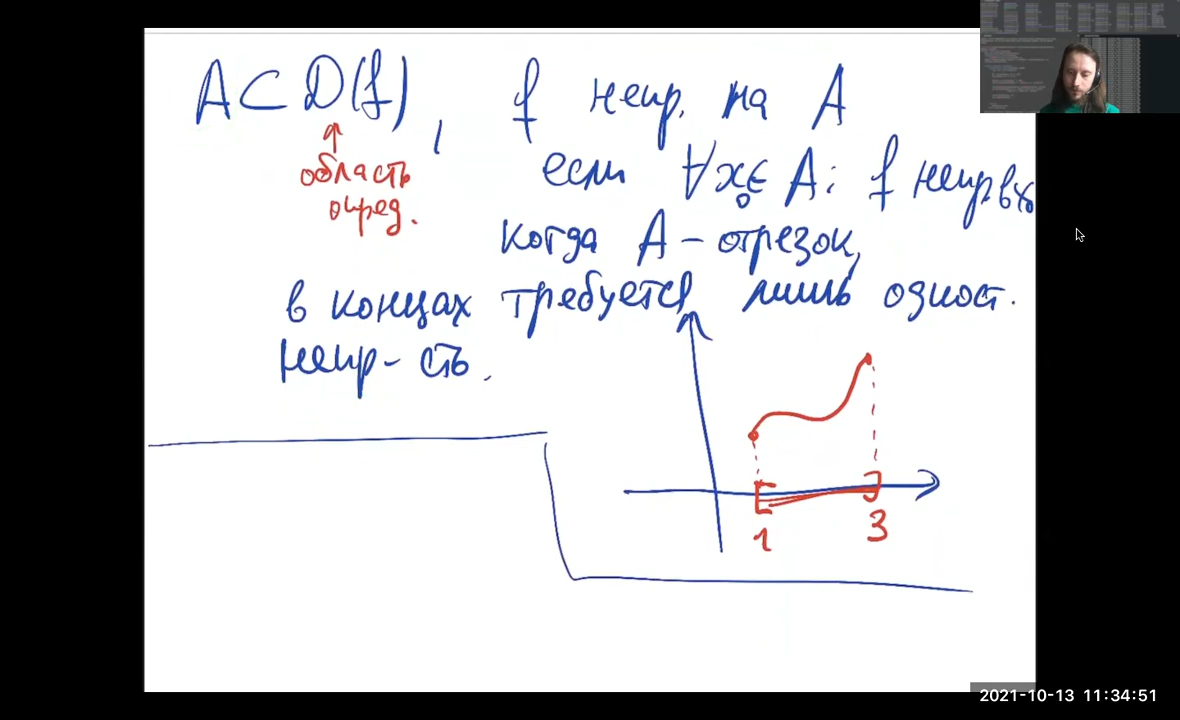 A ⊂ D(f), f непр. на A
область
опред.
если ∀x₀ ∈ A: f непр. в x₀
когда A - отрезок,
в концах требуется лишь одност.
непр-сть.
1
3
2021-10-13 11:34:51